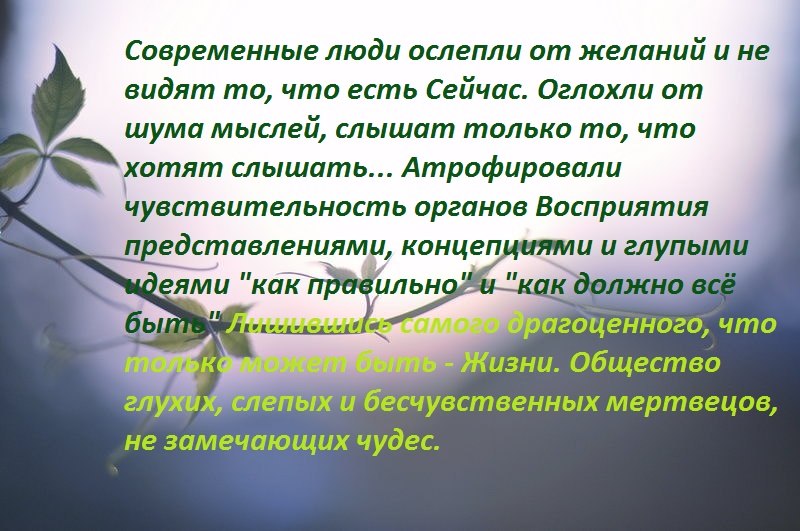 Современные люди ослепли от желаний и не
видят то, что есть Сейчас. Оглохли от
шума мыслей, слышат только то, что
хотят слышать... Атрофировали
чувствительность органов Восприятия
представлениями, концепциями и глупыми
идеями "как правильно" и "как должно всё
быть" Лишившись самого драгоценного, что
только может быть - Жизни. Общество
глухих, слепых и бесчувственных мертвецов,
не замечающих чудес.